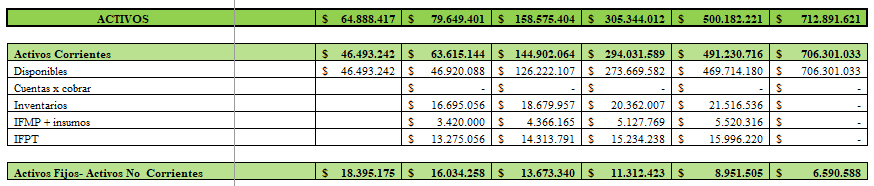 ACTIVOS $ 64.888.417 $ 79.649.401 $ 158.575.404 $ 305.344.012 $ 500.182.221 $ 712.891.621
Activos Corrientes $ 46.493.242 $ 63.615.144 $ 144.902.064 $ 294.031.589 $ 491.230.716 $ 706.301.033
Disponibles $ 46.493.242 $ 46.920.088 $ 126.222.107 $ 273.669.582 $ 469.714.180 $ 706.301.033
Cuentas x cobrar $ - $ - $ - $ - $ -
Inventarios $ 16.695.056 $ 18.679.957 $ 20.362.007 $ 21.516.536 $ -
IFMP + insumos $ 3.420.000 $ 4.366.165 $ 5.127.769 $ 5.520.316 $ -
IFPT $ 13.275.056 $ 14.313.791 $ 15.234.238 $ 15.996.220 $ -
Activos Fijos- Activos No Corrientes $ 18.395.175 $ 16.034.258 $ 13.673.340 $ 11.312.423 $ 8.951.505 $ 6.590.588